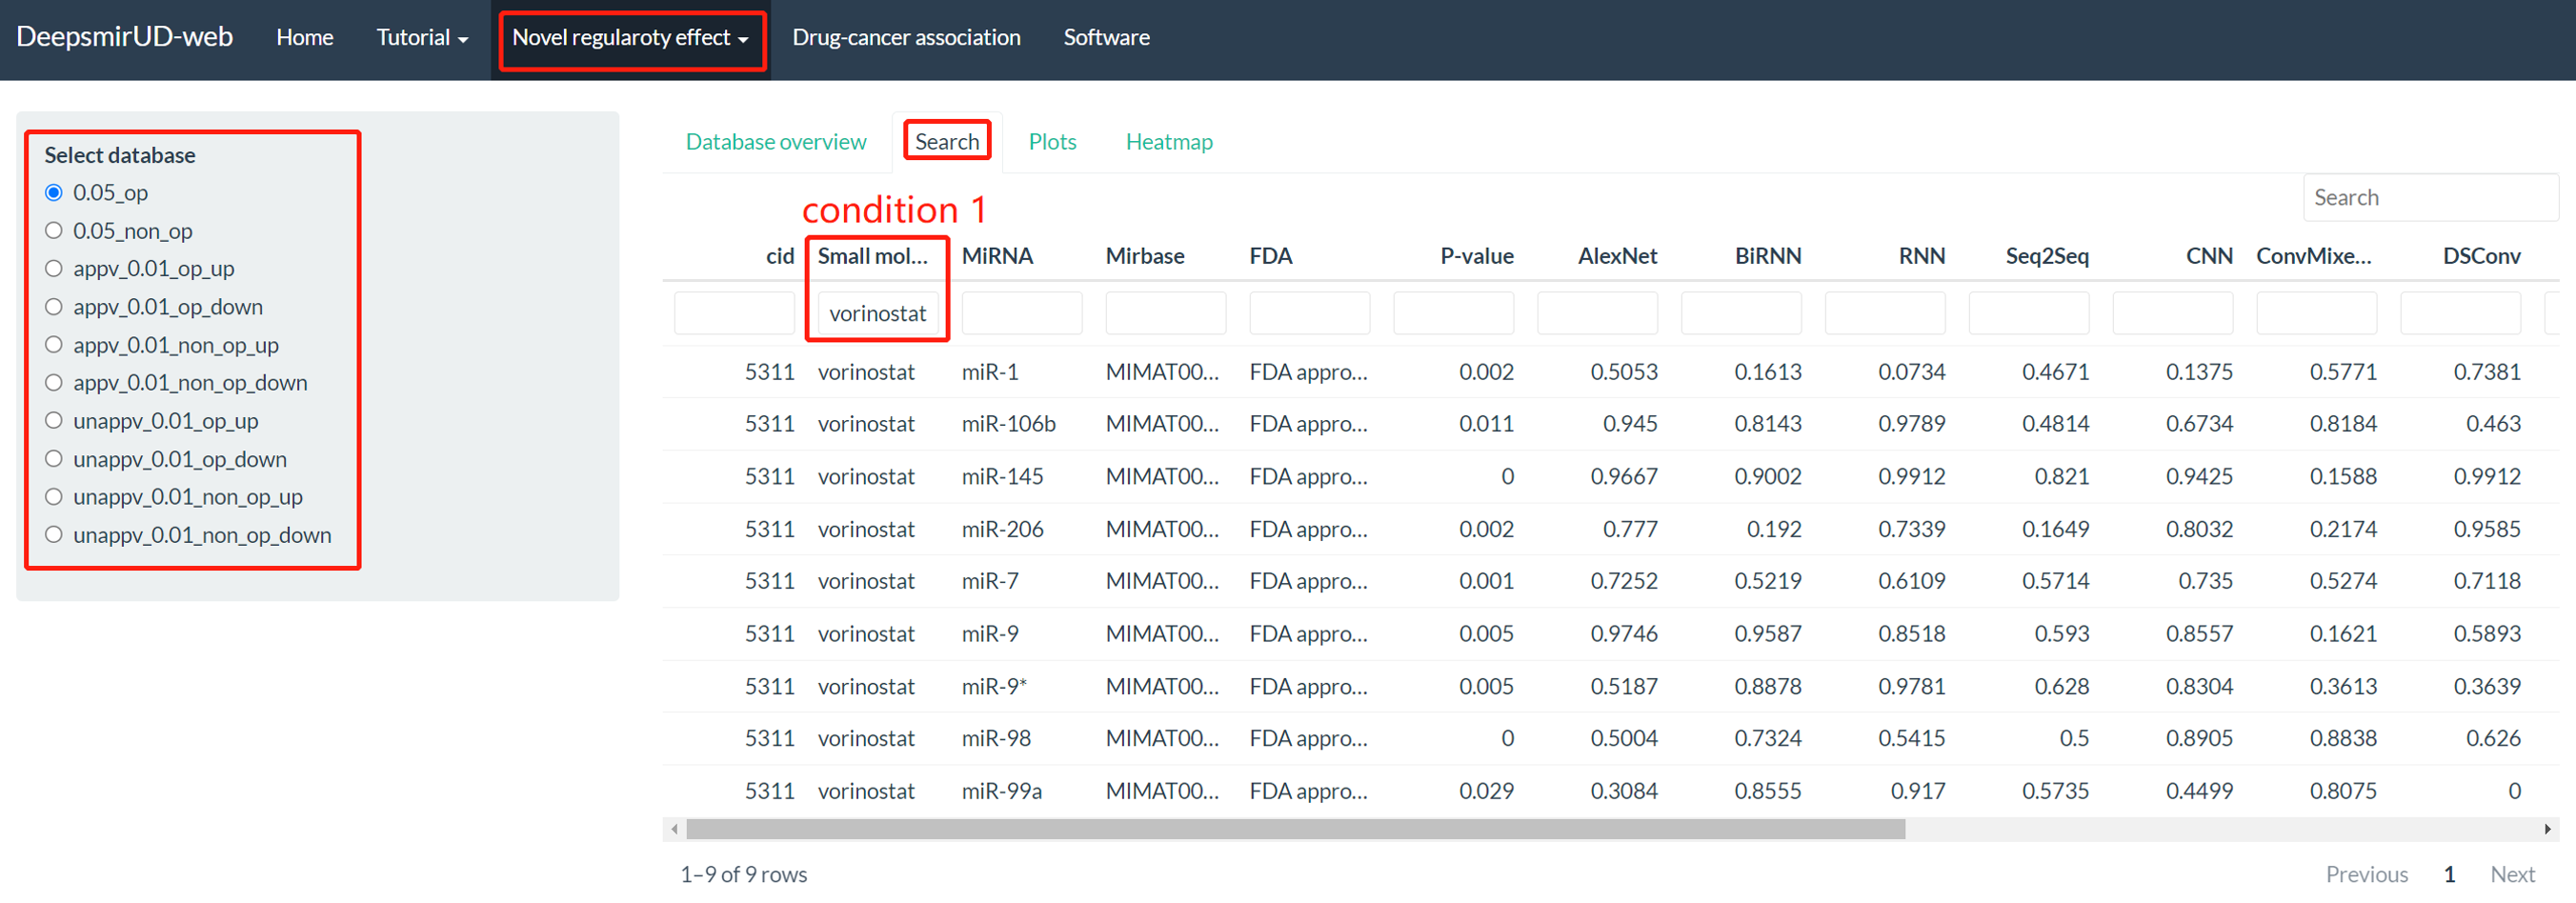 DeepsmirUD-web Home Tutorial Novel regularoty effect Drug-cancer association Software
Select database
0.05_op
0.05_non_op
appv_0.01_op_up
appv_0.01_op_down
appv_0.01_non_op_up
appv_0.01_non_op_down
unappv_0.01_op_up
unappv_0.01_op_down
unappv_0.01_non_op_up
unappv_0.01_non_op_down
Database overview Search Plots Heatmap
Search
condition 1
cid Small mol... MiRNA Mirbase FDA P-value AlexNet BiRNN RNN Seq2Seq CNN ConvMixe... DSConv
vorinostat
5311 vorinostat miR-1 MIMAT00... FDA appro... 0.002 0.5053 0.1613 0.0734 0.4671 0.1375 0.5771 0.7381
5311 vorinostat miR-106b MIMAT00... FDA appro... 0.011 0.945 0.8143 0.9789 0.4814 0.6734 0.8184 0.463
5311 vorinostat miR-145 MIMAT00... FDA appro... 0 0.9667 0.9002 0.9912 0.821 0.9425 0.1588 0.9912
5311 vorinostat miR-206 MIMAT00... FDA appro... 0.002 0.777 0.192 0.7339 0.1649 0.8032 0.2174 0.9585
5311 vorinostat miR-7 MIMAT00... FDA appro... 0.001 0.7252 0.5219 0.6109 0.5714 0.735 0.5274 0.7118
5311 vorinostat miR-9 MIMAT00... FDA appro... 0.005 0.9746 0.9587 0.8518 0.593 0.8557 0.1621 0.5893
5311 vorinostat miR-9* MIMAT00... FDA appro... 0.005 0.5187 0.8878 0.9781 0.628 0.8304 0.3613 0.3639
5311 vorinostat miR-98 MIMAT00... FDA appro... 0 0.5004 0.7324 0.5415 0.5 0.8905 0.8838 0.626
5311 vorinostat miR-99a MIMAT00... FDA appro... 0.029 0.3084 0.8555 0.917 0.5735 0.4499 0.8075 0
1–9 of 9 rows Previous 1 Next